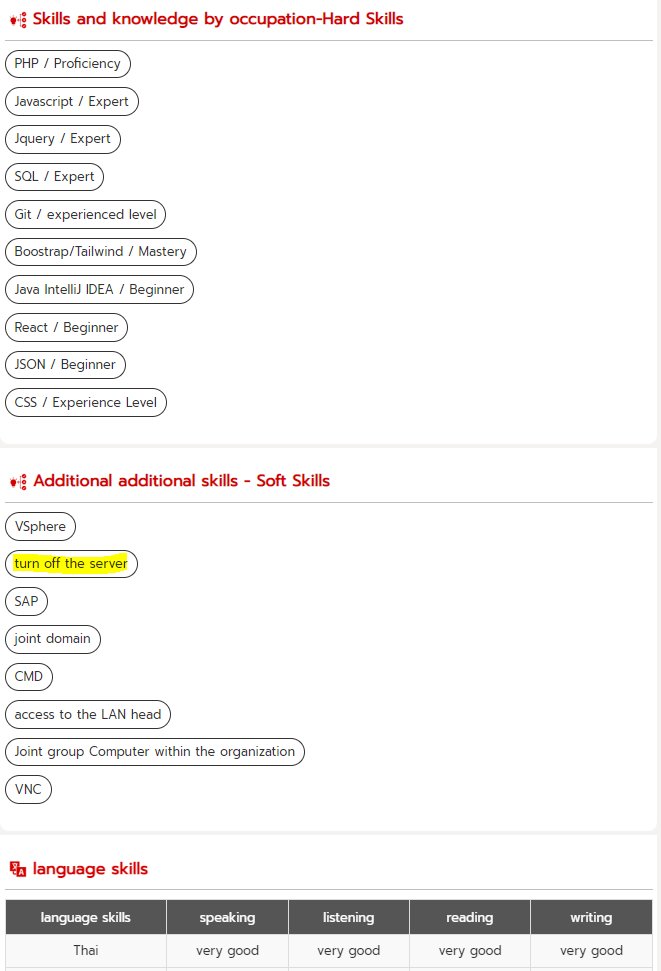 Skills and knowledge by occupation-Hard Skills
PHP / Proficiency
Javascript / Expert
Jquery / Expert
SQL / Expert
Git / experienced level
Boostrap/Tailwind / Mastery
Java IntelliJ IDEA / Beginner
React / Beginner
JSON / Beginner
CSS / Experience Level
Additional additional skills - Soft Skills
VSphere
turn off the server
SAP
joint domain
CMD
access to the LAN head
Joint group Computer within the organization
VNC
language skills
language skills speaking listening reading writing
Thai very good very good very good very good